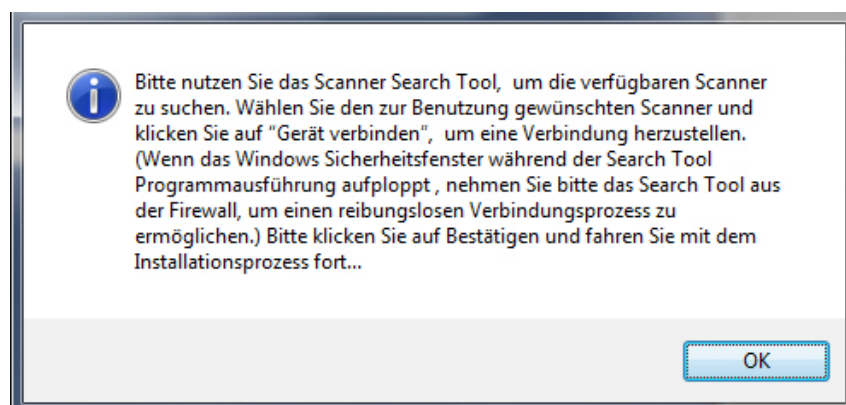 Bitte nutzen Sie das Scanner Search Tool,  um die verfügbaren Scanner
zu suchen. Wählen Sie den zur Benutzung gewünschten Scanner und
klicken Sie auf "Gerät verbinden",  um eine Verbindung herzustellen.
(Wenn das Windows Sicherheitsfenster während der Search Tool
Programmausführung aufploppt , nehmen Sie bitte das Search Tool aus
der Firewall, um einen reibungslosen Verbindungsprozess zu
ermöglichen.) Bitte klicken Sie auf Bestätigen und fahren Sie mit dem
Installationsprozess fort...
OK